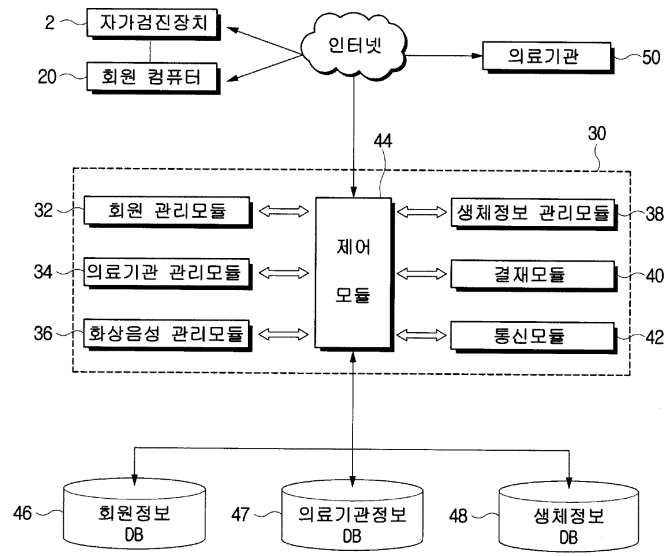 2 자가검진장치
20 회원 컴퓨터
인터넷
의료기관 50
30
44
32 회원 관리모듈
34 의료기관 관리모듈
36 화상음성 관리모듈
제어
모듈
생체정보 관리모듈 38
결재모듈 40
통신모듈 42
46 회원정보
DB
47 의료기관정보
DB
48 생체정보
DB